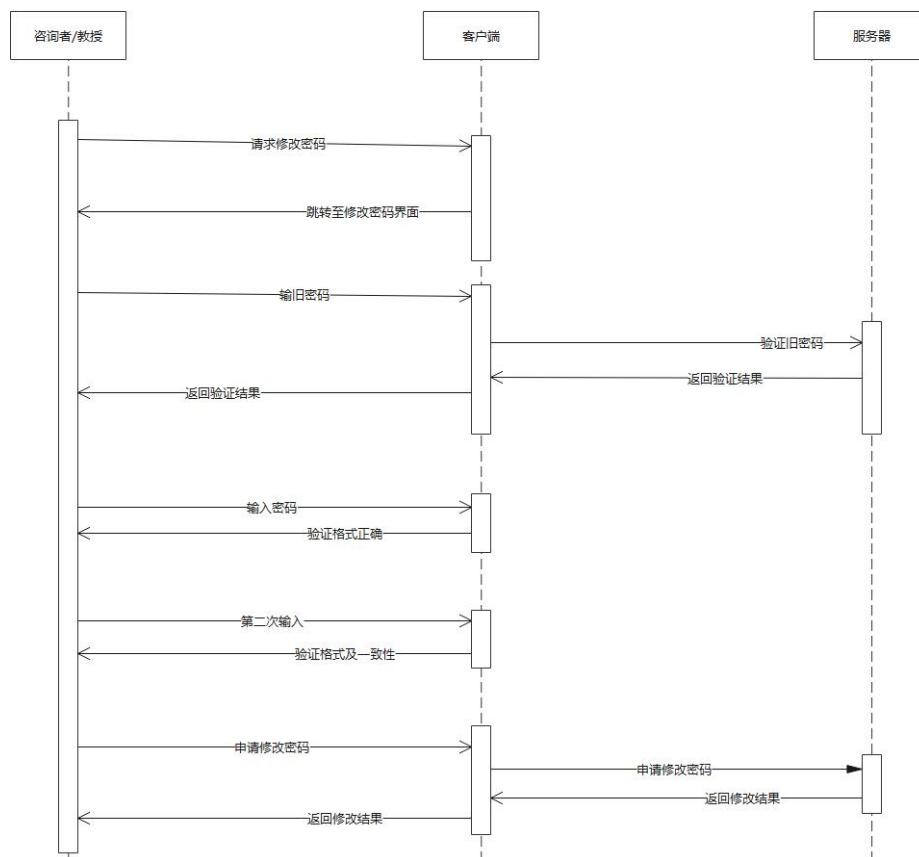 咨询者/教授
客户端
服务器
请求修改密码
跳转至修改密码界面
输旧密码
验证旧密码
返回验证结果
返回验证结果
输入密码
验证格式正确
第二次输入
验证格式及一致性
申请修改密码
申请修改密码
返回修改结果
返回修改结果